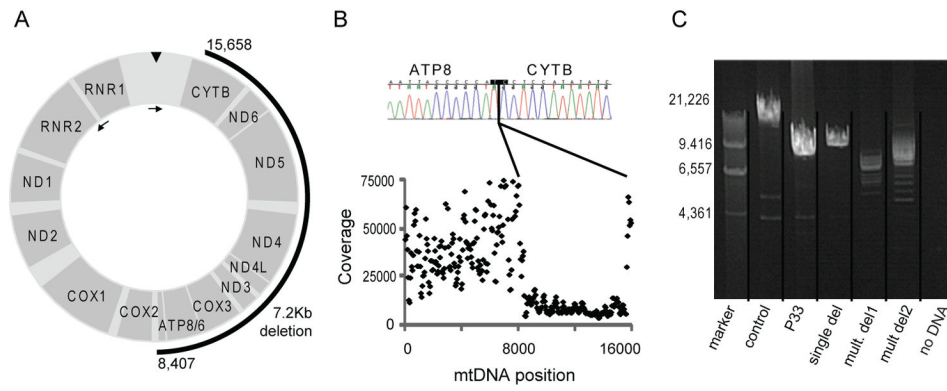 A
15,658
CYTB
ND6
ND5
ND4
ND4L
ND3
COX3
ATP8/6
COX2
COX1
ND2
ND1
RNR2
RNR1
7.2Kb
deletion
8,407
B
ATP8 CYTB
75000
50000
25000
0
Coverage
0 8000 16000
mtDNA position
C
21,226
9.416
6,557
4,361
marker
control
P33
single del
mult. del1
mult del2
no DNA